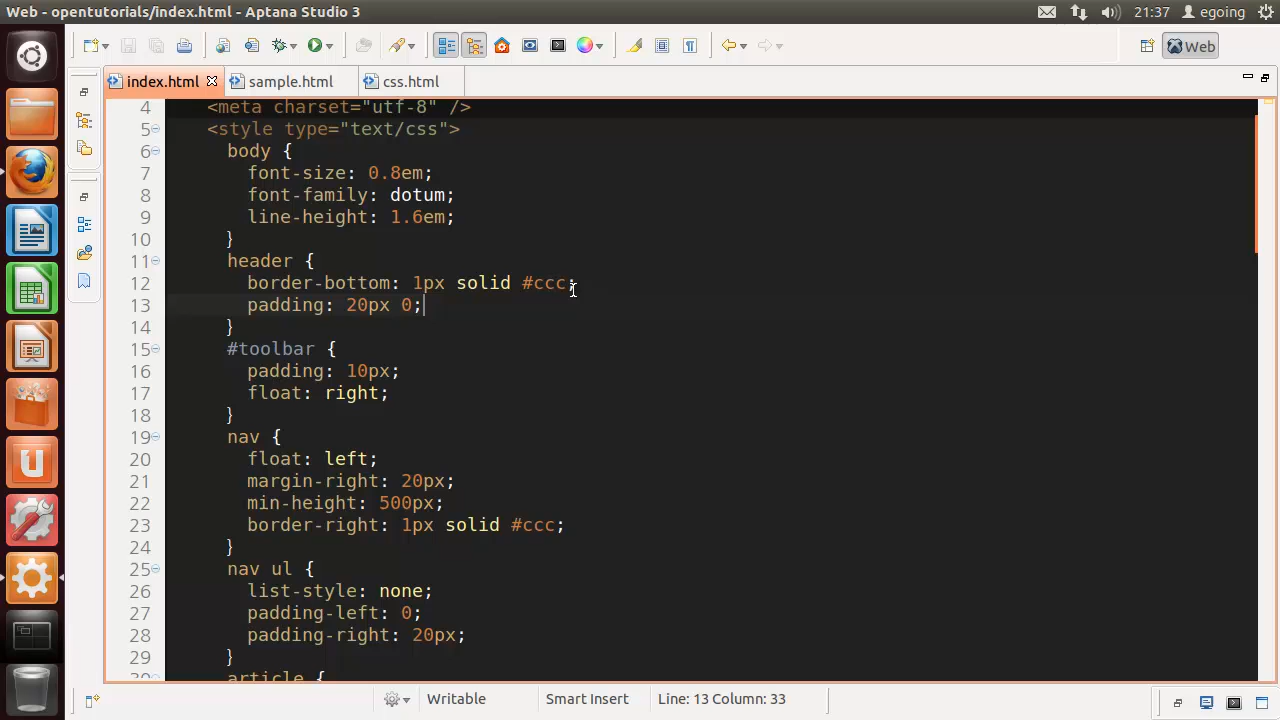 Web - opentutorials/index.html - Aptana Studio 3
21:37
egoing
Web
index.html
sample.html
css.html
4 <meta charset="utf-8" />
5 <style type="text/css">
6 body {
7 font-size: 0.8em;
8 font-family: dotum;
9 line-height: 1.6em;
10 }
11 header {
12 border-bottom: 1px solid #ccc;
13 padding: 20px 0;
14 }
15 #toolbar {
16 padding: 10px;
17 float: right;
18 }
19 nav {
20 float: left;
21 margin-right: 20px;
22 min-height: 500px;
23 border-right: 1px solid #ccc;
24 }
25 nav ul {
26 list-style: none;
27 padding-left: 0;
28 padding-right: 20px;
29 }
30 article {
Writable
Smart Insert
Line: 13 Column: 33